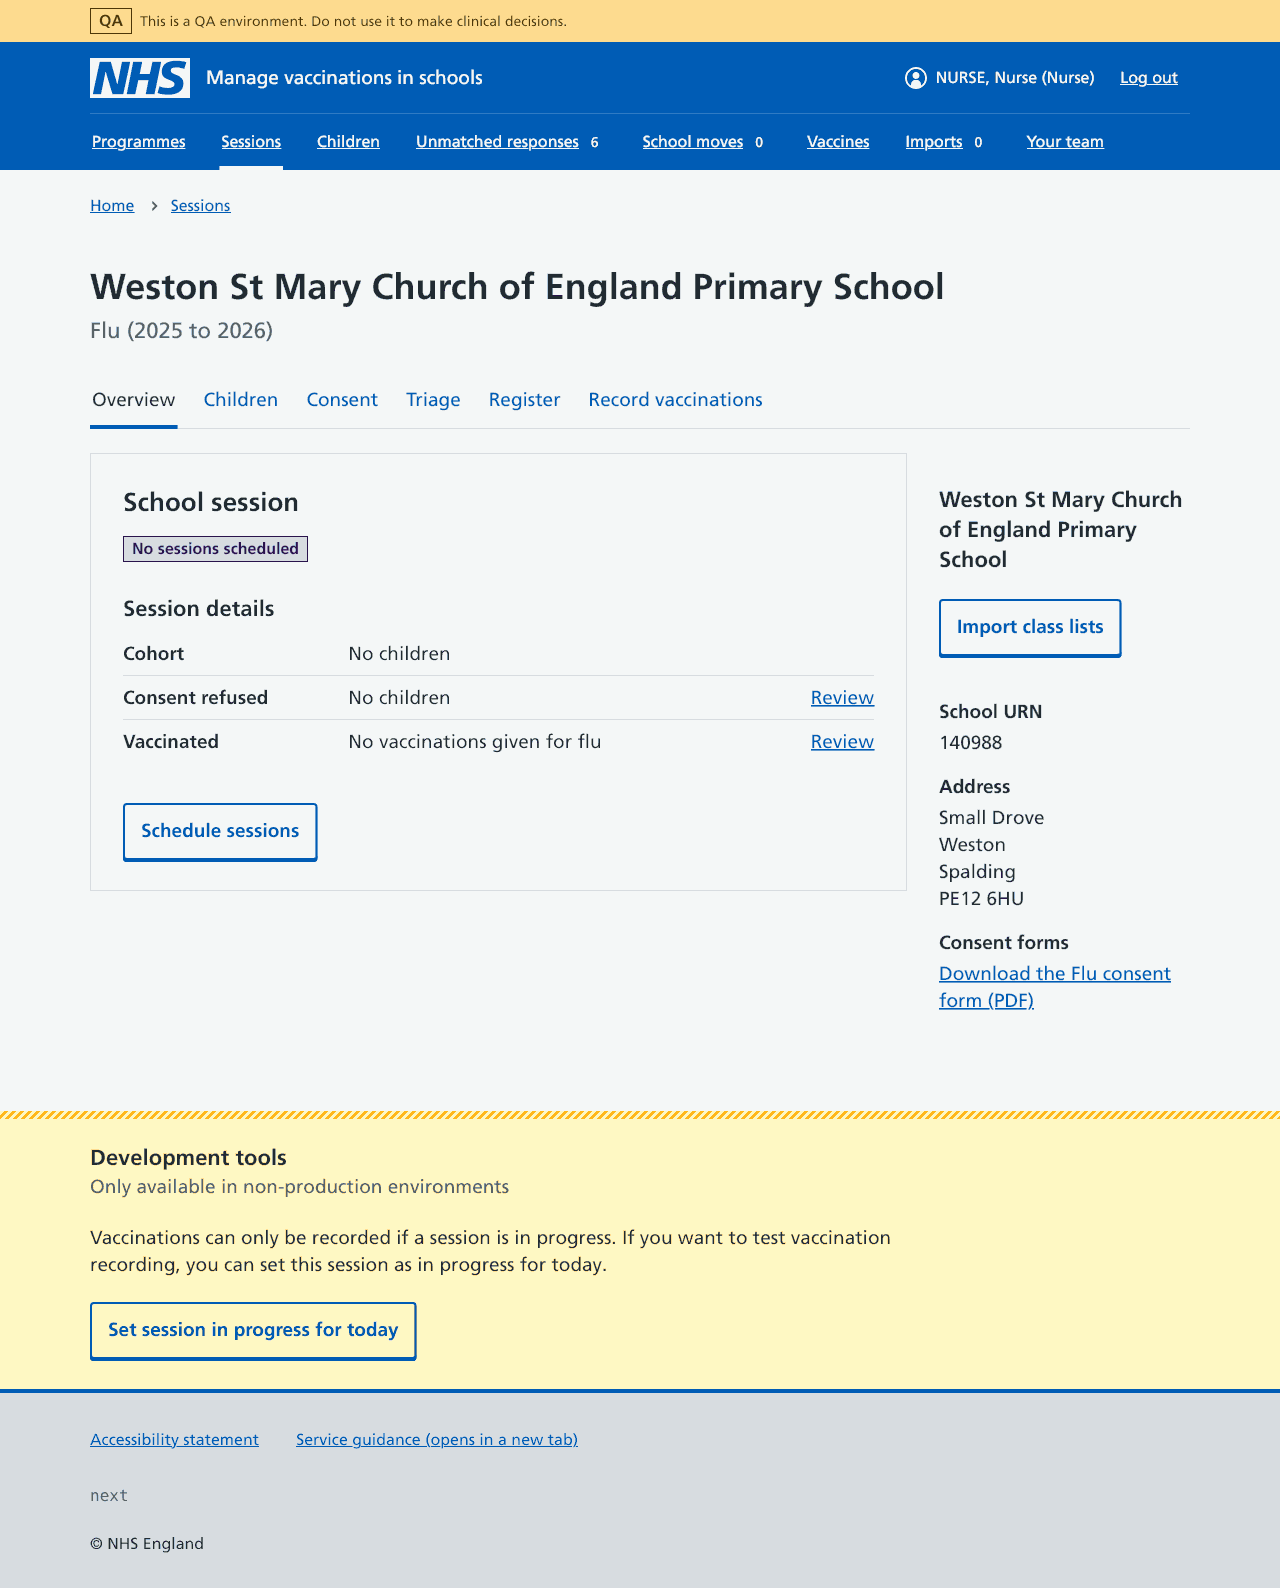 QA This is a QA environment. Do not use it to make clinical decisions.
NHS Manage vaccinations in schools NURSE, Nurse (Nurse) Log out
Programmes Sessions Children Unmatched responses 6 School moves 0 Vaccines Imports 0 Your team
Home Sessions
Weston St Mary Church of England Primary School
Flu (2025 to 2026)
Overview Children Consent Triage Register Record vaccinations
School session
No sessions scheduled
Session details
Cohort No children
Consent refused No children Review
Vaccinated No vaccinations given for flu Review
Schedule sessions
Weston St Mary Church
of England Primary
School
Import class lists
School URN
140988
Address
Small Drove
Weston
Spalding
PE12 6HU
Consent forms
Download the Flu consent
form (PDF)
Development tools
Only available in non-production environments
Vaccinations can only be recorded if a session is in progress. If you want to test vaccination
recording, you can set this session as in progress for today.
Set session in progress for today
Accessibility statement Service guidance (opens in a new tab)
next
© NHS England